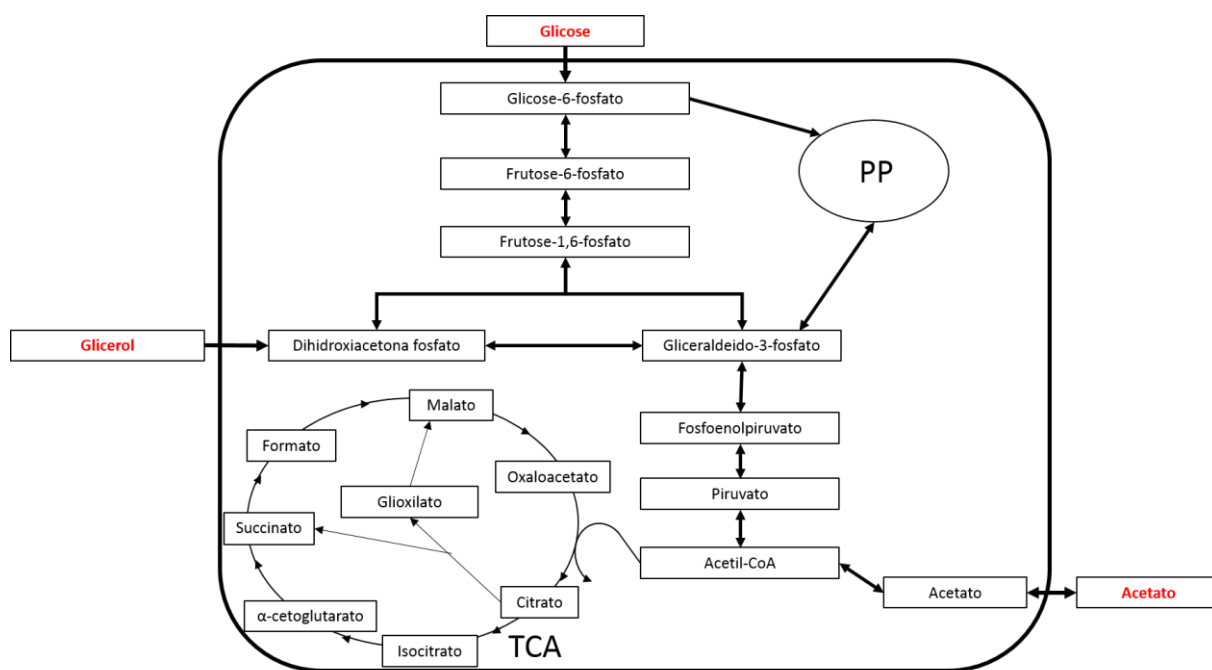 Glicose
Glicose-6-fosfato
PP
Frutose-6-fosfato
Frutose-1,6-fosfato
Glicerol
Dihidroxiacetona fosfato
Gliceraldeido-3-fosfato
Malato
Fosfoenolpiruvato
Formato
Oxaloacetato
Glioxilato
Piruvato
Succinato
Acetil-CoA
Acetato
Acetato
Citrato
α-cetoglutarato
Isocitrato
TCA